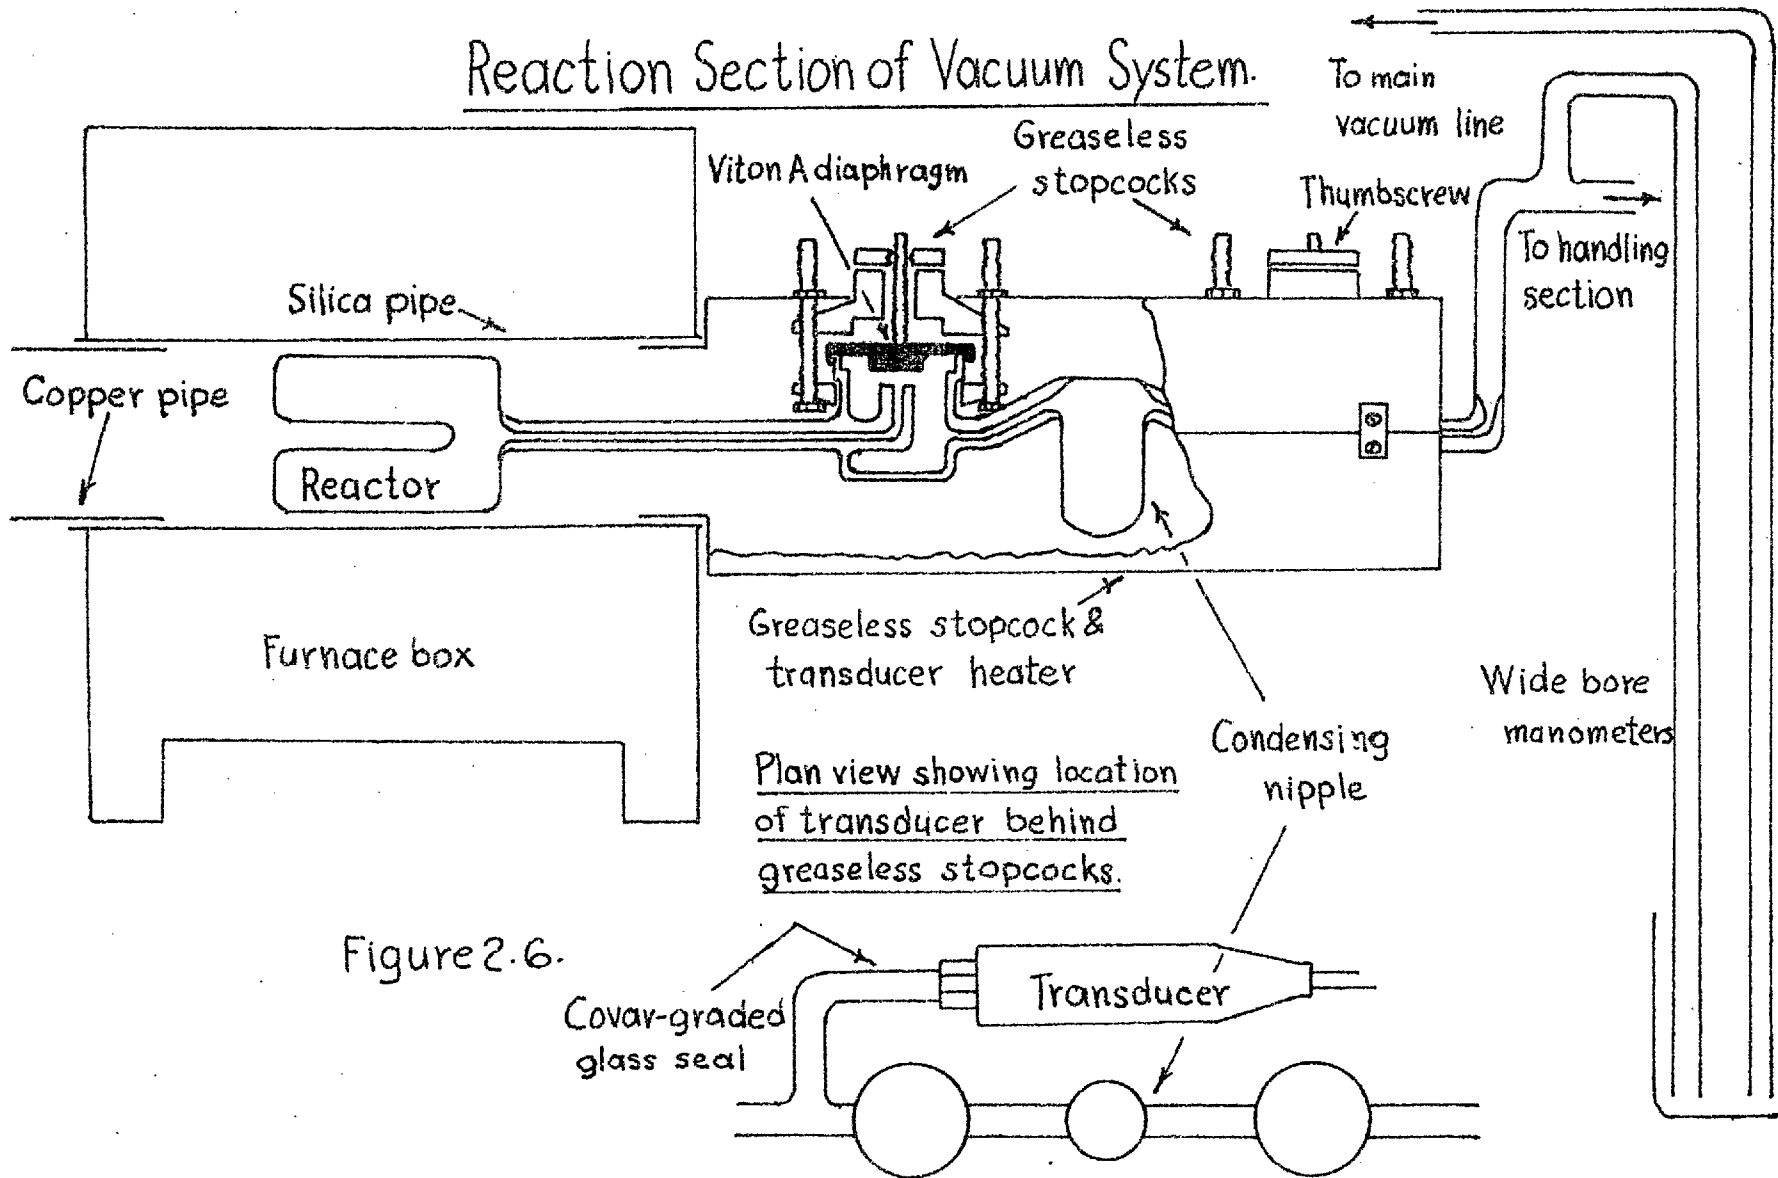 Reaction Section of Vacuum System.
To main
vacuum line
Greaseless
stopcocks
Viton A diaphragm
Thumbscrew
To handling
section
Silica pipe
Copper pipe
Reactor
Furnace box
Greaseless stopcock &
transducer heater
Wide bore
manometers
Condensing
nipple
Plan view showing location
of transducer behind
greaseless stopcocks.
Figure 2.6.
Transducer
Covar-graded
glass seal